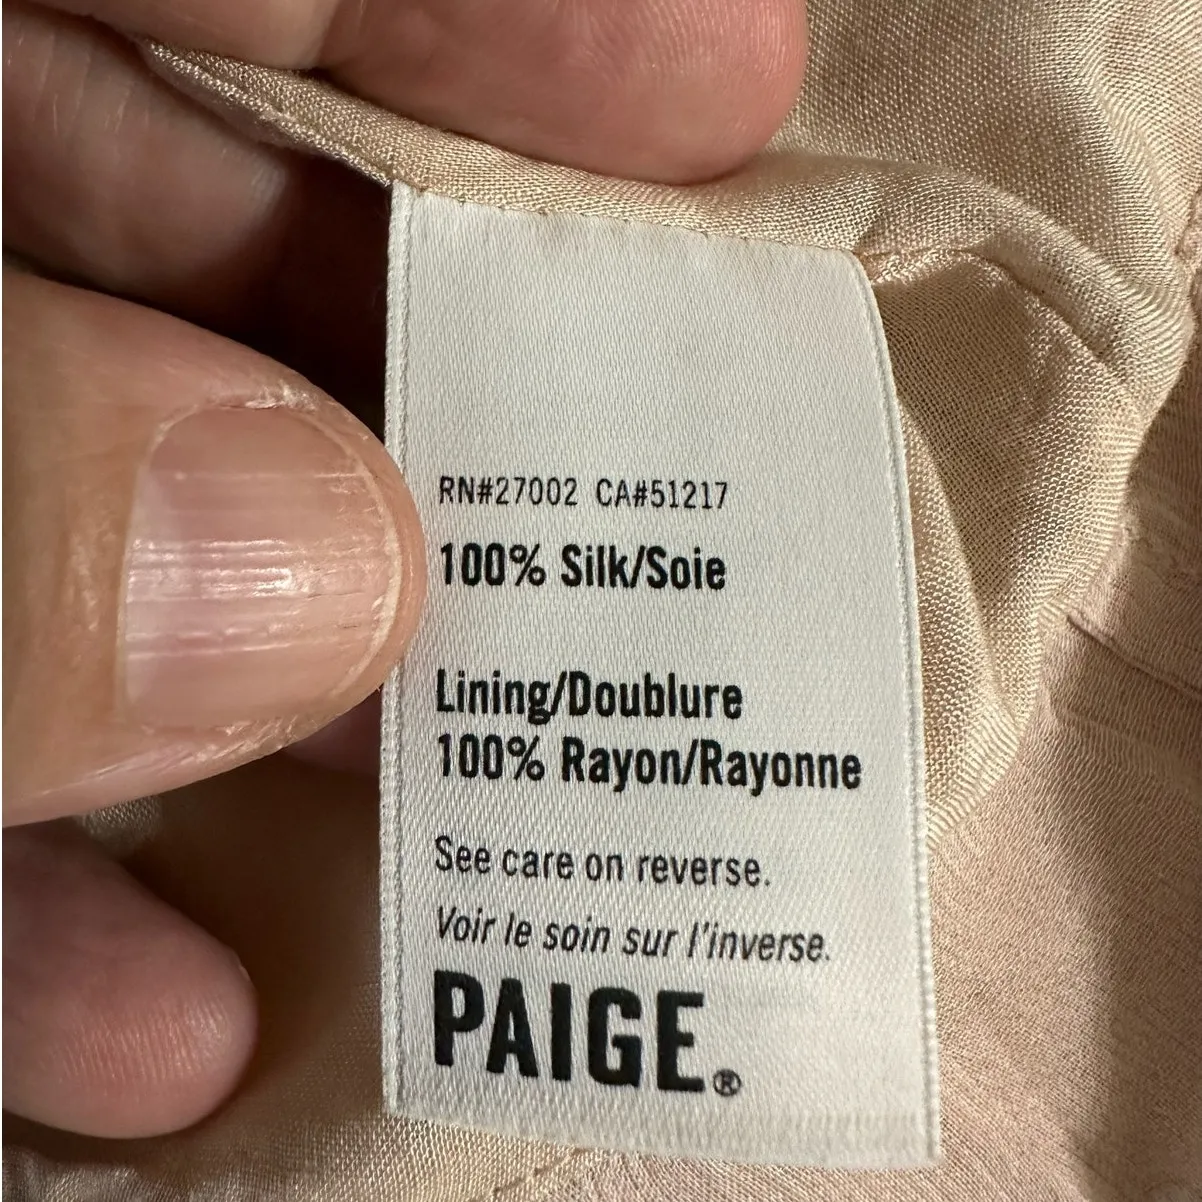 RN#27002 CA#51217
100% Silk/Soie
Lining/Doublure
100% Rayon/Rayonne
See care on reverse.
Voir le soin sur l'inverse.
PAIGE®